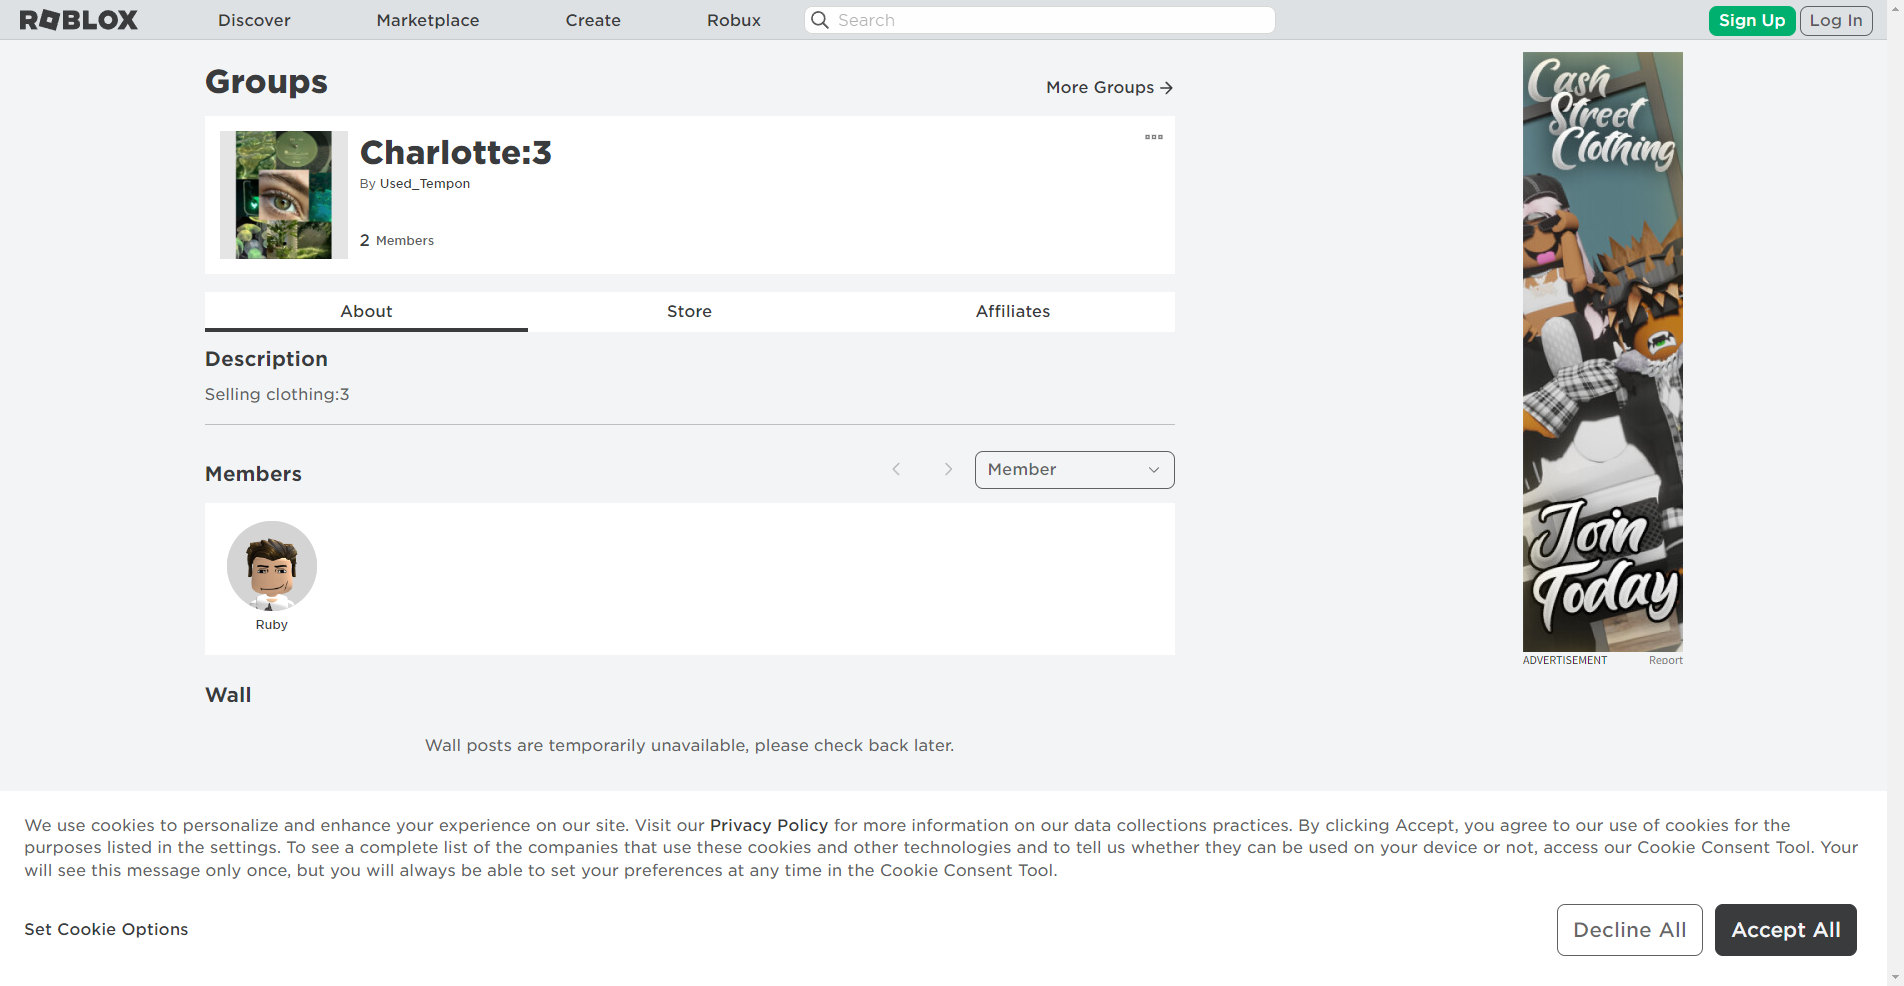 ROBLOX
Discover
Marketplace
Create
Robux
Search
Sign Up
Log In
Groups
More Groups →
Charlotte:3
By Used_Tempon
2 Members
About
Store
Affiliates
Description
Selling clothing:3
Members
Member
Ruby
Wall
Wall posts are temporarily unavailable, please check back later.
Cash
Street
Clothing
Join
Today
ADVERTISEMENT
Report
We use cookies to personalize and enhance your experience on our site. Visit our Privacy Policy for more information on our data collections practices. By clicking Accept, you agree to our use of cookies for the
purposes listed in the settings. To see a complete list of the companies that use these cookies and other technologies and to tell us whether they can be used on your device or not, access our Cookie Consent Tool. Your
will see this message only once, but you will always be able to set your preferences at any time in the Cookie Consent Tool.
Set Cookie Options
Decline All
Accept All